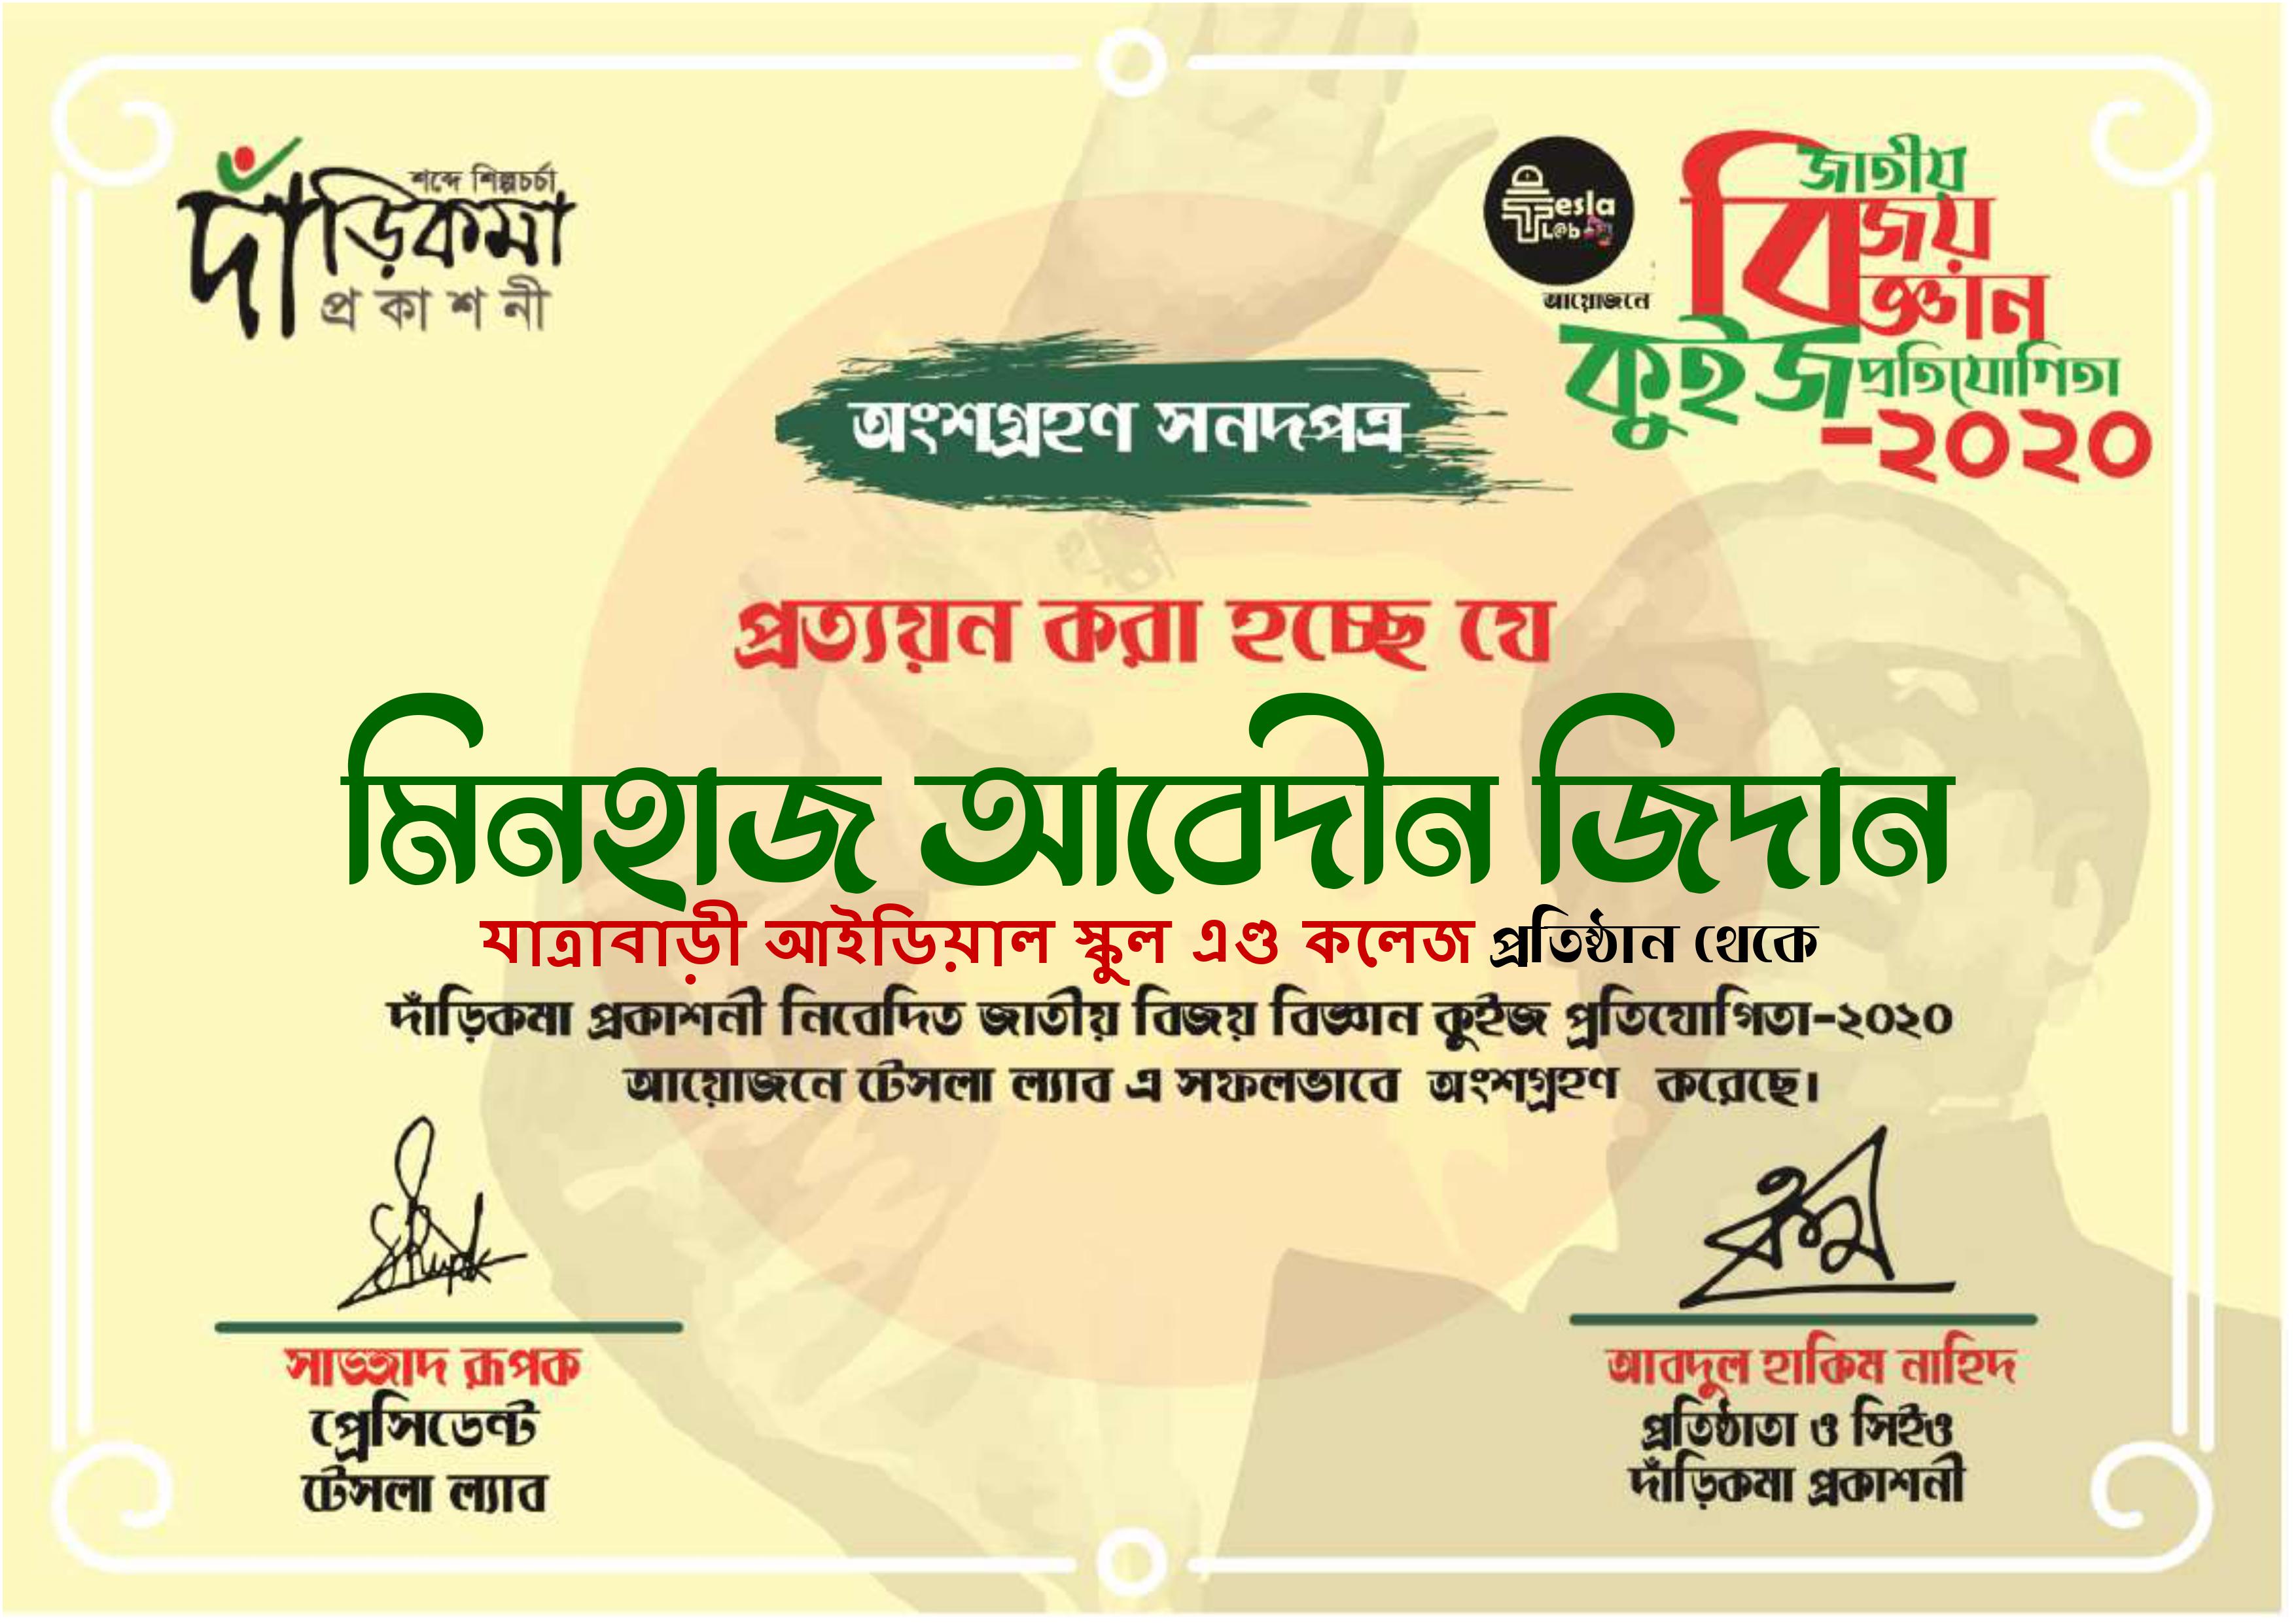 শব্দে শিল্পচর্চা
দাঁড়িকমা
প্রকাশনী
Tesla
L@b
আয়োজনে
জাতীয়
বিজয়
বিজ্ঞান
কুইজ প্রতিযোগিতা
-২০২০
অংশগ্রহণ সনদপত্র
প্রত্যয়ন করা হচ্ছে যে
মিনহাজ আবেদীন জিদান
যাত্রাবাড়ী আইডিয়াল স্কুল এণ্ড কলেজ প্রতিষ্ঠান থেকে
দাঁড়িকমা প্রকাশনী নিবেদিত জাতীয় বিজয় বিজ্ঞান কুইজ প্রতিযোগিতা-২০২০
আয়োজনে টেসলা ল্যাব এ সফলভাবে অংশগ্রহণ করেছে।
সাজ্জাদ রূপক
প্রেসিডেন্ট
টেসলা ল্যাব
আবদুল হাকিম নাহিদ
প্রতিষ্ঠাতা ও সিইও
দাঁড়িকমা প্রকাশনী